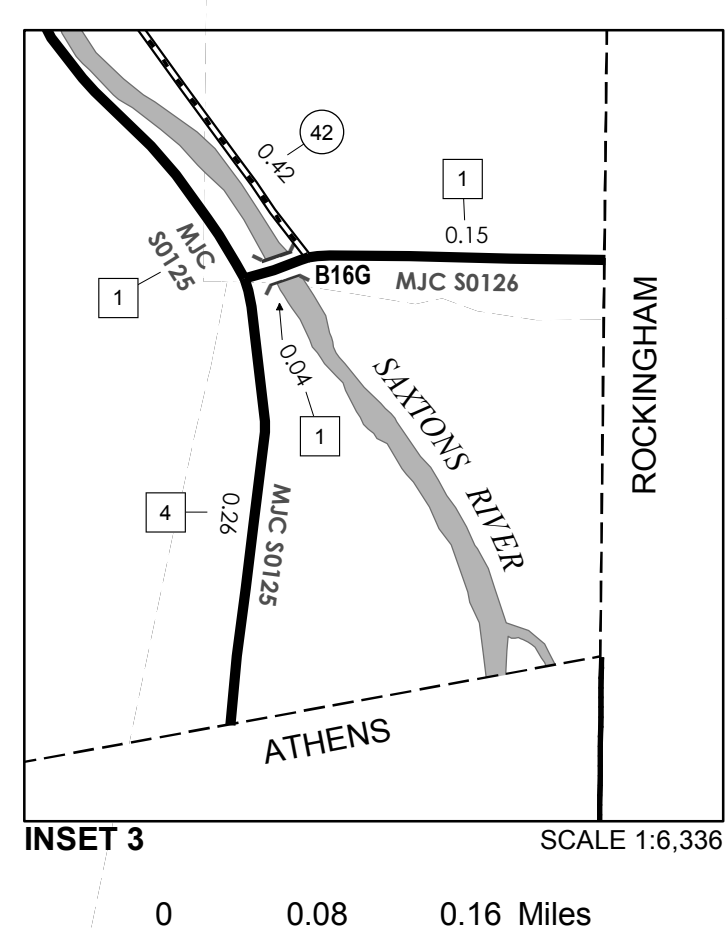 42
0.42
1
0.15
MJC
S0125
B16G
MJC S0126
1
0.04
1
SAXTONS RIVER
ROCKINGHAM
4
0.26
MJC S0125
ATHENS
INSET 3
SCALE 1:6,336
0 0.08 0.16 Miles